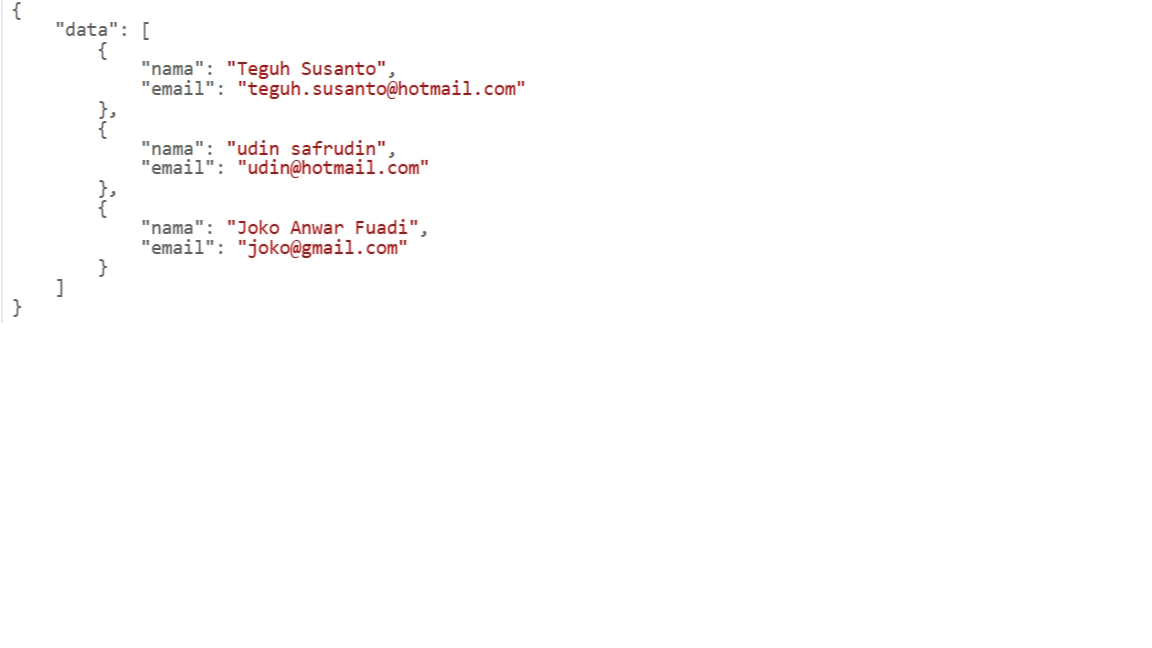 {
    "data": [
        {
            "nama": "Teguh Susanto",
            "email": "teguh.susanto@hotmail.com"
        },
        {
            "nama": "udin safrudin",
            "email": "udin@hotmail.com"
        },
        {
            "nama": "Joko Anwar Fuadi",
            "email": "joko@gmail.com"
        }
    ]
}